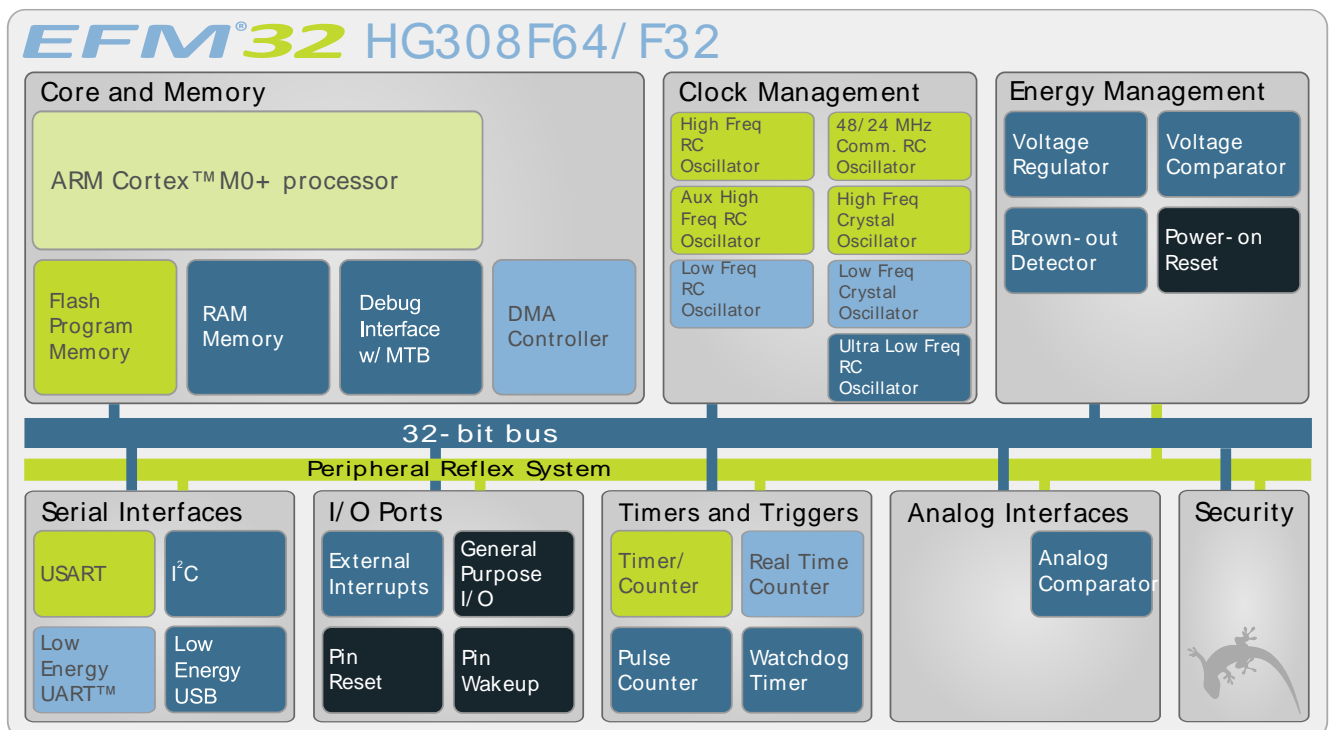 EFM®32 HG308F64/F32
Core and Memory
ARM Cortex™ M0+ processor
Flash
Program
Memory
RAM
Memory
Debug
Interface
w/ MTB
DMA
Controller
Clock Management
High Freq
RC
Oscillator
48/24 MHz
Comm. RC
Oscillator
Aux High
Freq RC
Oscillator
High Freq
Crystal
Oscillator
Low Freq
RC
Oscillator
Low Freq
Crystal
Oscillator
Ultra Low Freq
RC
Oscillator
Energy Management
Voltage
Regulator
Voltage
Comparator
Brown-out
Detector
Power-on
Reset
32-bit bus
Peripheral Reflex System
Serial Interfaces
USART
I²C
Low
Energy
UART™
Low
Energy
USB
I/O Ports
External
Interrupts
General
Purpose
I/O
Pin
Reset
Pin
Wakeup
Timers and Triggers
Timer/
Counter
Real Time
Counter
Pulse
Counter
Watchdog
Timer
Analog Interfaces
Analog
Comparator
Security